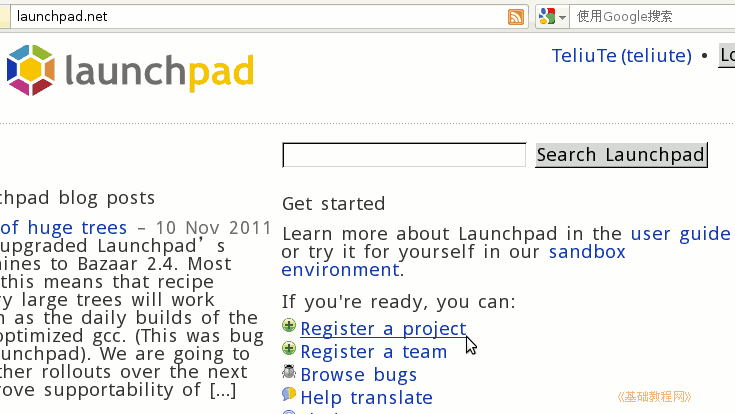 launchpad.net
使用Google搜索
launchpad
TeliuTe (teliute) •
Search Launchpad
chpad blog posts
of huge trees – 10 Nov 2011
upgraded Launchpad’s
ines to Bazaar 2.4. Most
this means that recipe
ry large trees will work
n as the daily builds of the
optimized gcc. (This was bug
unchpad). We are going to
ther rollouts over the next
rove supportability of [...]
Get started
Learn more about Launchpad in the user guide
or try it for yourself in our sandbox
environment.
If you're ready, you can:
Register a project
Register a team
Browse bugs
Help translate
《基础教程网》